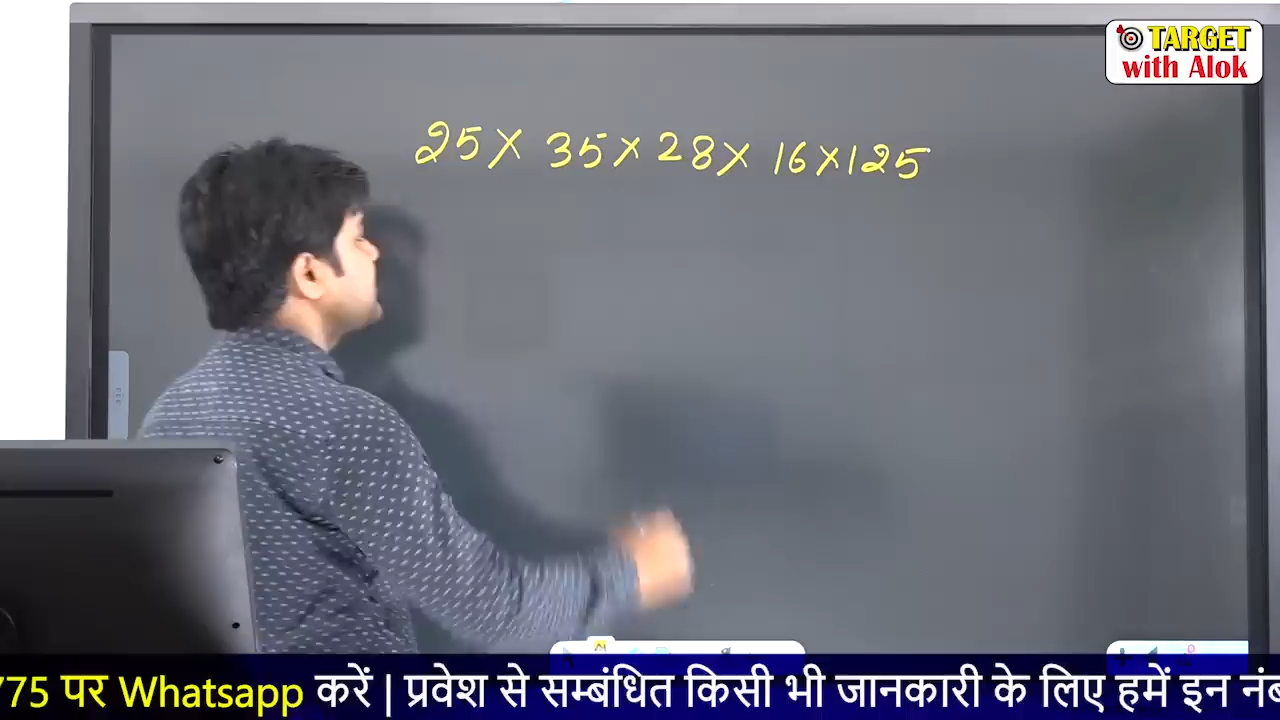 TARGET
with Alok
25 × 35 × 28 × 16 × 125
775 पर Whatsapp करें | प्रवेश से सम्बंधित किसी भी जानकारी के लिए हमें इन